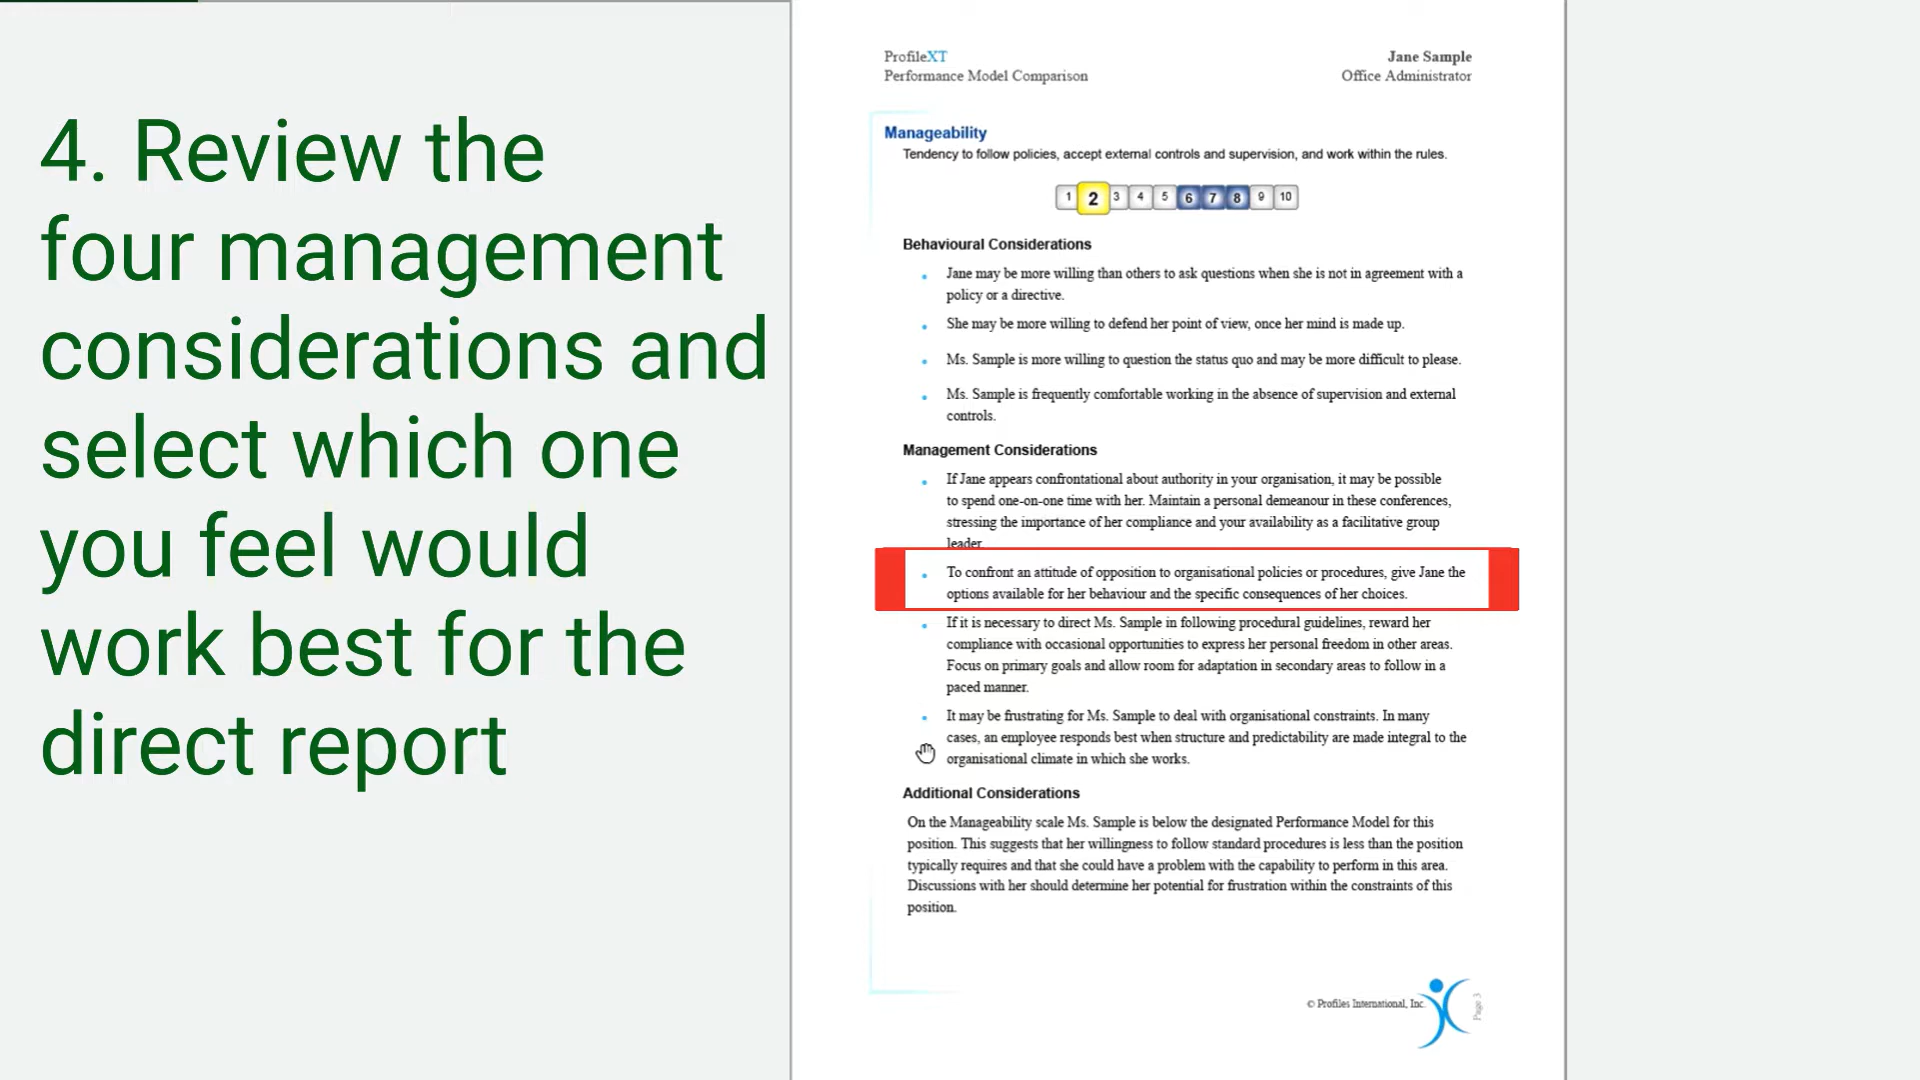 4. Review the
four management
considerations and
select which one
you feel would
work best for the
direct report
ProfileXT
Performance Model Comparison
Jane Sample
Office Administrator
Manageability
Tendency to follow policies, accept external controls and supervision, and work within the rules.
1 2 3 4 5 6 7 8 9 10
Behavioural Considerations
Jane may be more willing than others to ask questions when she is not in agreement with a
policy or a directive.
She may be more willing to defend her point of view, once her mind is made up.
Ms. Sample is more willing to question the status quo and may be more difficult to please.
Ms. Sample is frequently comfortable working in the absence of supervision and external
controls.
Management Considerations
If Jane appears confrontational about authority in your organisation, it may be possible
to spend one-on-one time with her. Maintain a personal demeanour in these conferences,
stressing the importance of her compliance and your availability as a facilitative group
leader.
To confront an attitude of opposition to organisational policies or procedures, give Jane the
options available for her behaviour and the specific consequences of her choices.
If it is necessary to direct Ms. Sample in following procedural guidelines, reward her
compliance with occasional opportunities to express her personal freedom in other areas.
Focus on primary goals and allow room for adaptation in secondary areas to follow in a
paced manner.
It may be frustrating for Ms. Sample to deal with organisational constraints. In many
cases, an employee responds best when structure and predictability are made integral to the
organisational climate in which she works.
Additional Considerations
On the Manageability scale Ms. Sample is below the designated Performance Model for this
position. This suggests that her willingness to follow standard procedures is less than the position
typically requires and that she could have a problem with the capability to perform in this area.
Discussions with her should determine her potential for frustration within the constraints of this
position.
© Profiles International, Inc.
Page 3